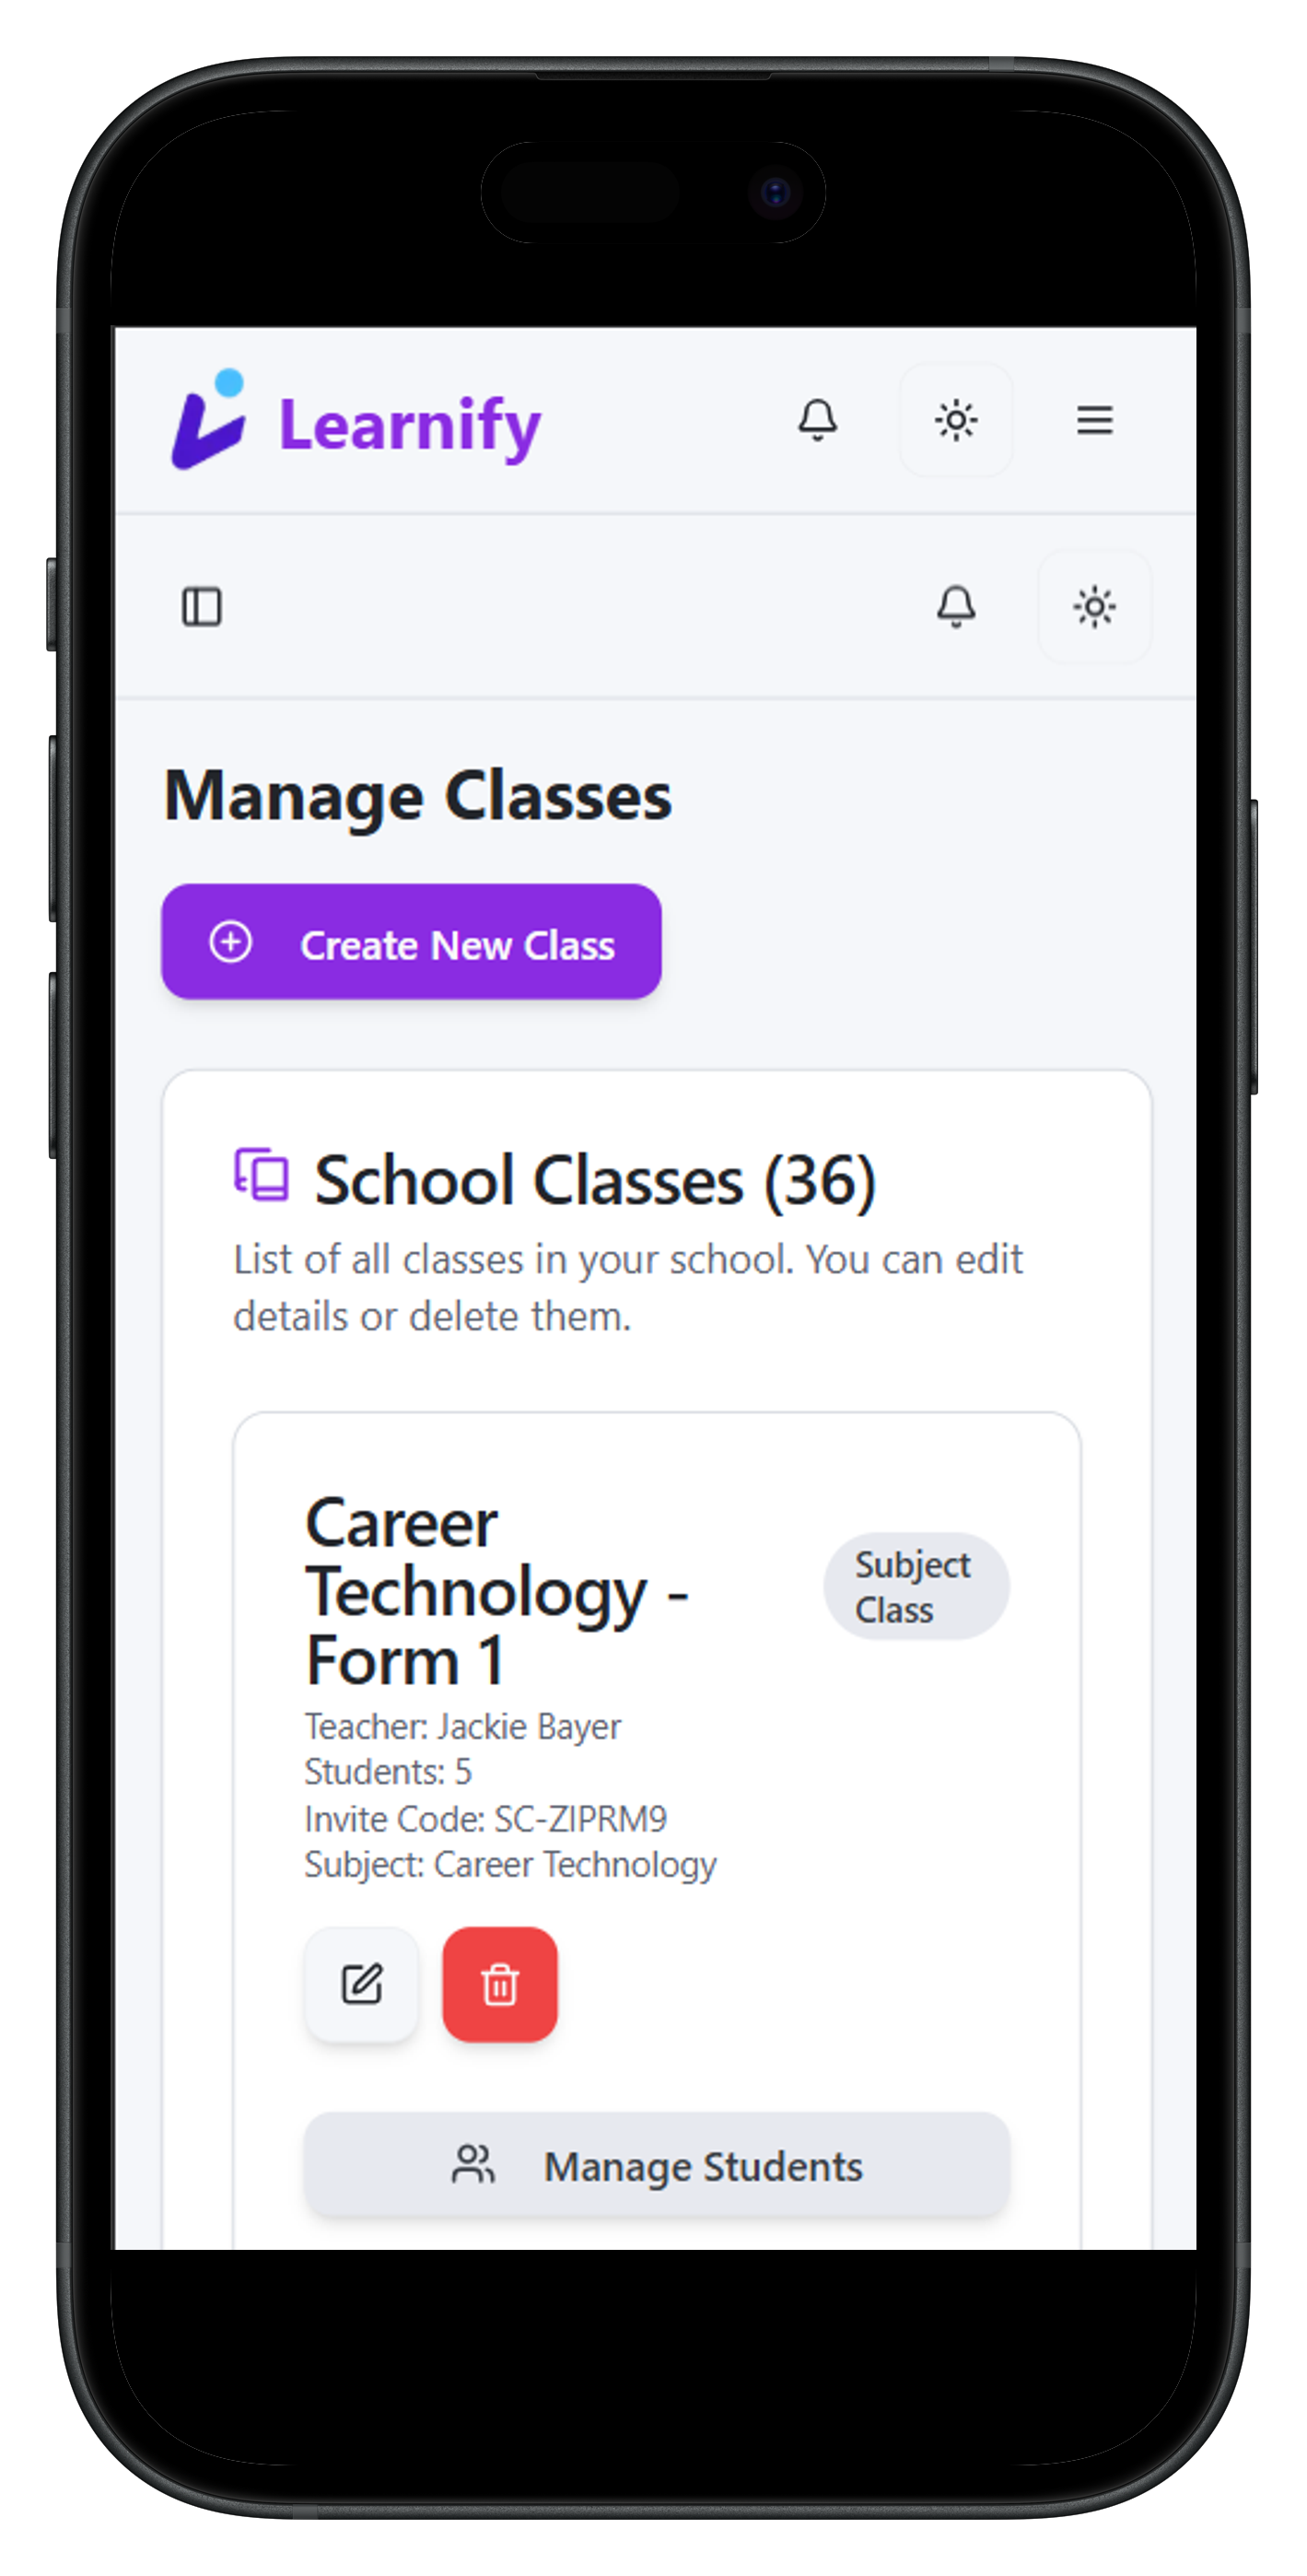 Learnify
Manage Classes
Create New Class
School Classes (36)
List of all classes in your school. You can edit
details or delete them.
Career
Technology -
Form 1
Subject
Class
Teacher: Jackie Bayer
Students: 5
Invite Code: SC-ZIPRM9
Subject: Career Technology
Manage Students